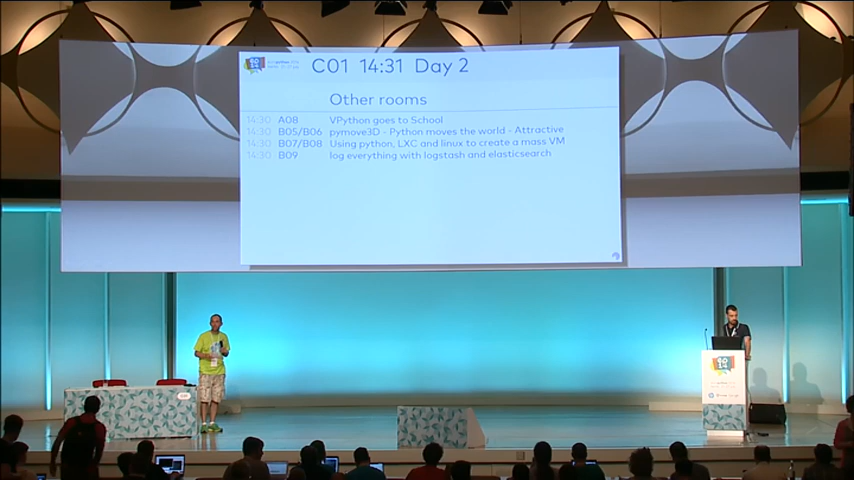 C01 14:31 Day 2
Other rooms
14:30 A08 VPython goes to School
14:30 B05/B06 pymove3D - Python moves the world - Attractive
14:30 B07/B08 Using python, LXC and linux to create a mass VM
14:30 B09 log everything with logstash and elasticsearch